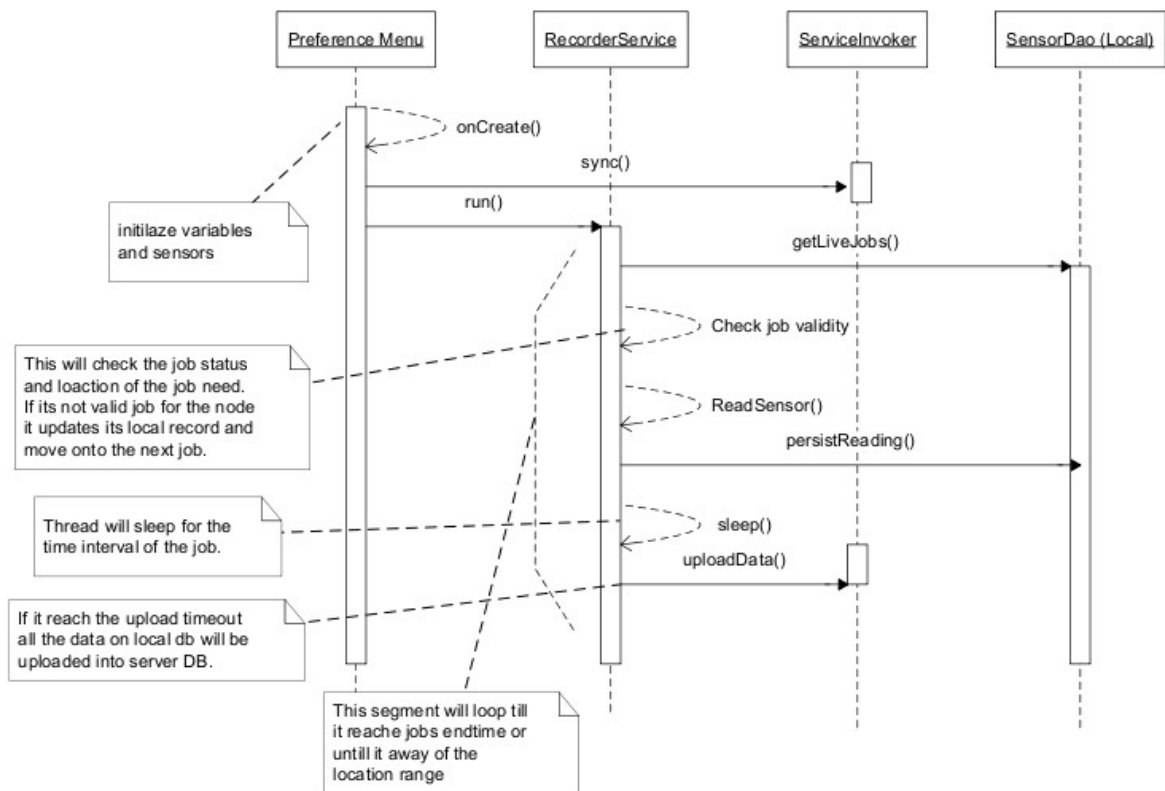 Preference Menu
RecorderService
ServiceInvoker
SensorDao (Local)
onCreate()
sync()
run()
initilaze variables
and sensors
getLiveJobs()
Check job validity
This will check the job status
and loaction of the job need.
If its not valid job for the node
it updates its local record and
move onto the next job.
ReadSensor()
persistReading()
Thread will sleep for the
time interval of the job.
sleep()
uploadData()
If it reach the upload timeout
all the data on local db will be
uploaded into server DB.
This segment will loop till
it reache jobs endtime or
untill it away of the
location range